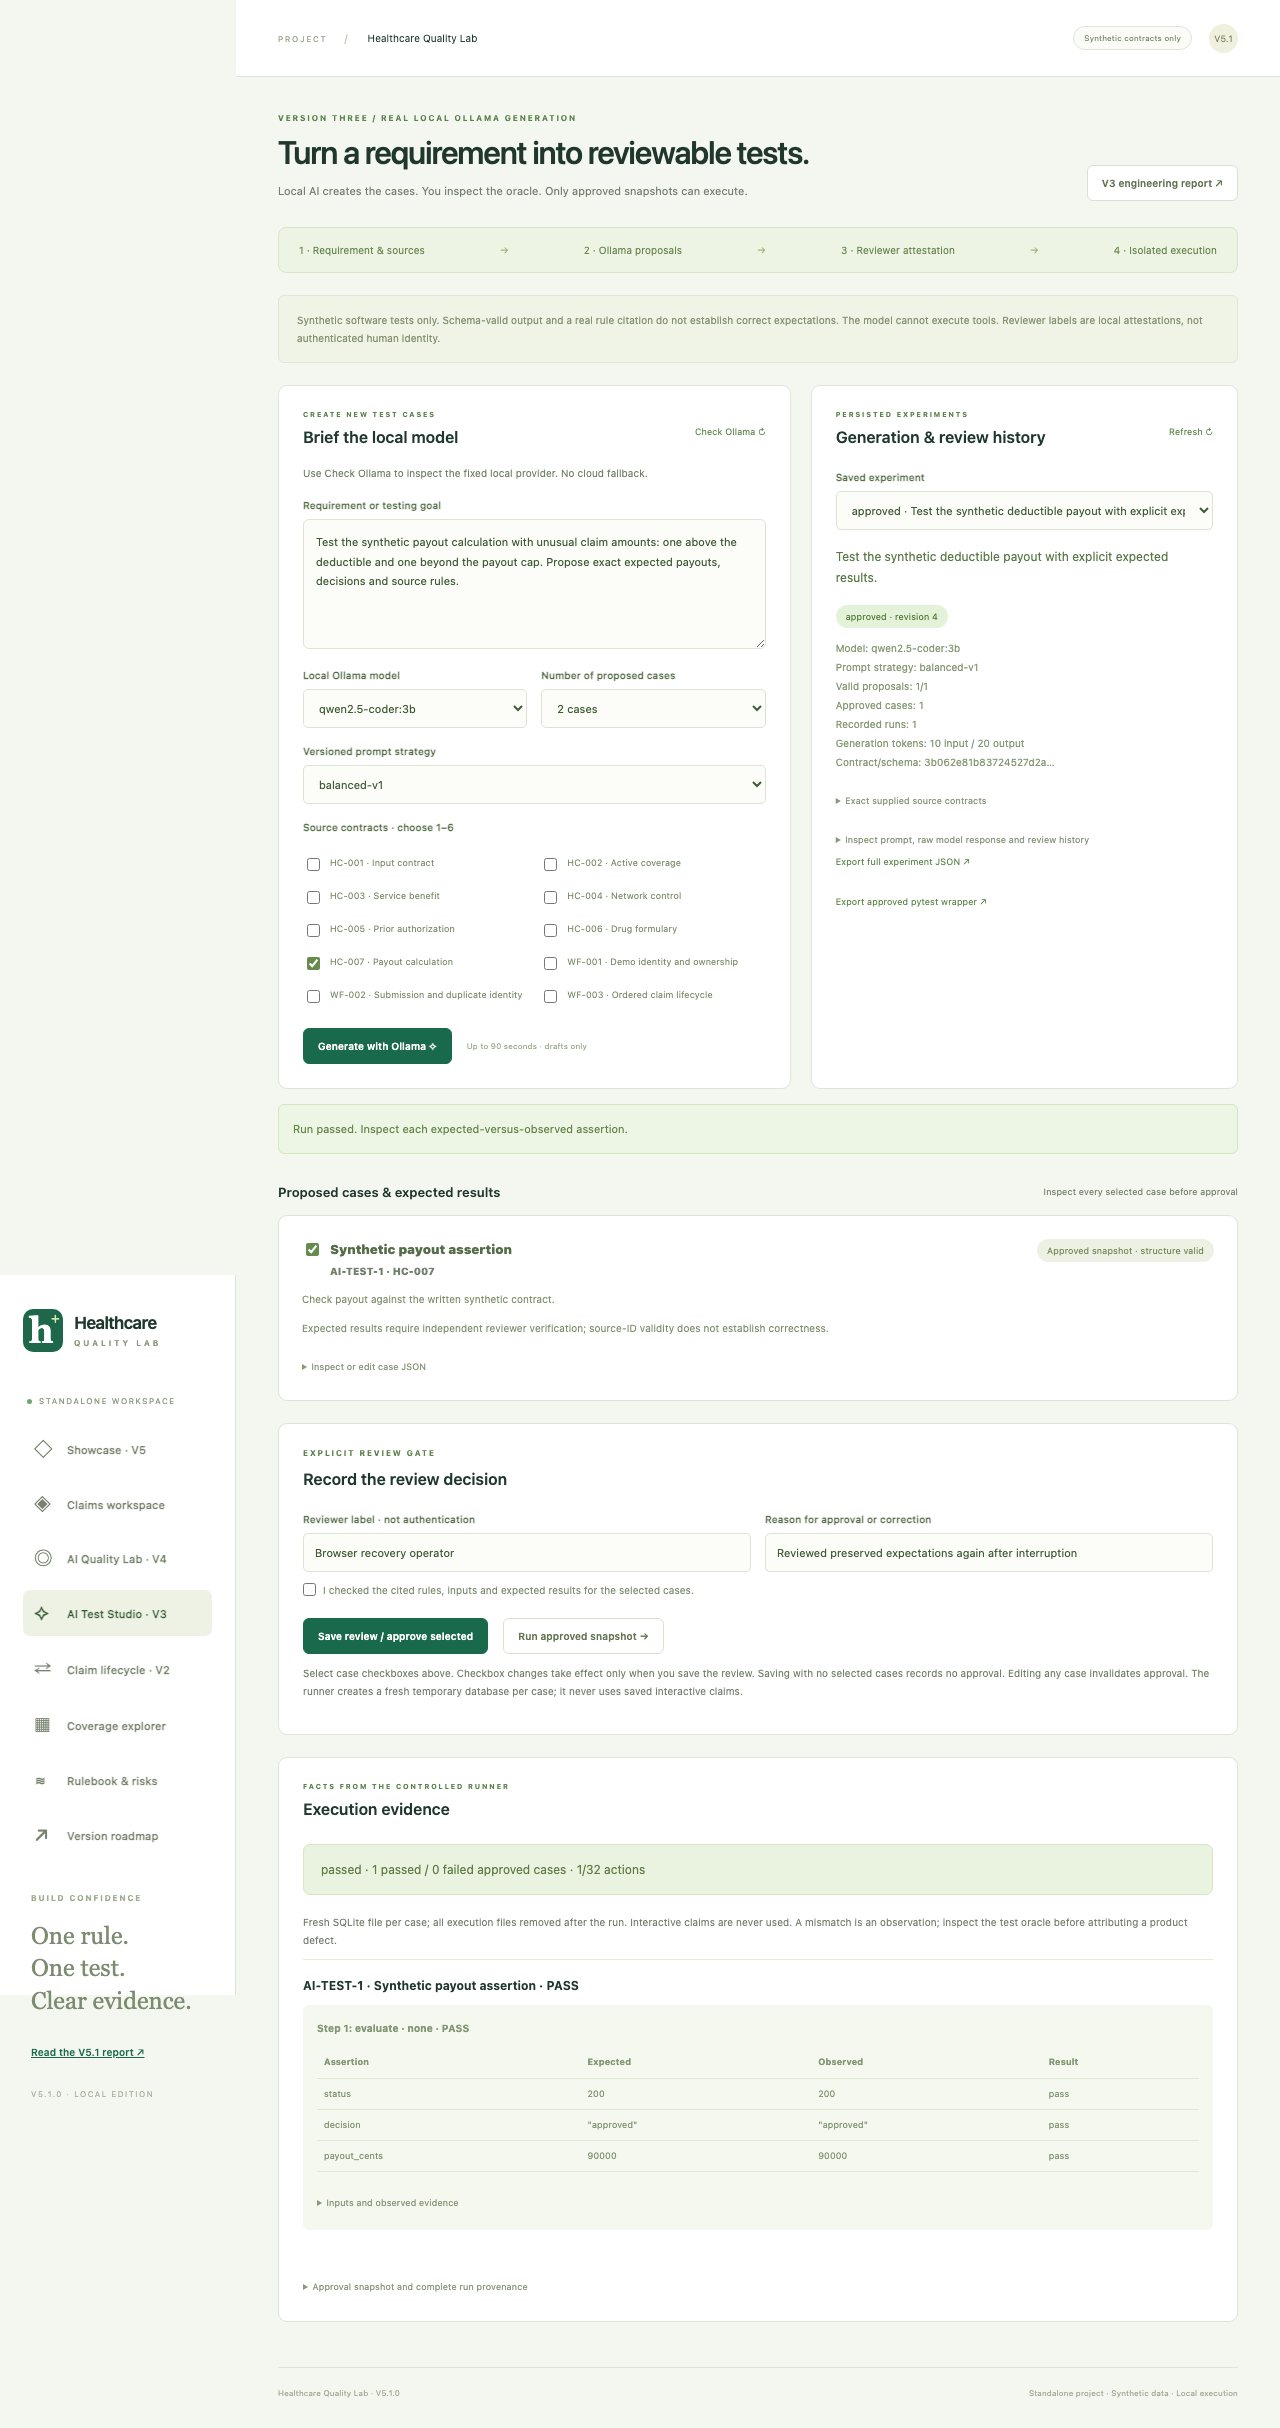 PROJECT / Healthcare Quality Lab
Synthetic contracts only
V5.1
VERSION THREE / REAL LOCAL OLLAMA GENERATION
Turn a requirement into reviewable tests.
Local AI creates the cases. You inspect the oracle. Only approved snapshots can execute.
V3 engineering report ↗
1 · Requirement & sources → 2 · Ollama proposals → 3 · Reviewer attestation → 4 · Isolated execution
Synthetic software tests only. Schema-valid output and a real rule citation do not establish correct expectations. The model cannot execute tools. Reviewer labels are local attestations, not
authenticated human identity.
CREATE NEW TEST CASES
Brief the local model
Check Ollama ↻
Use Check Ollama to inspect the fixed local provider. No cloud fallback.
Requirement or testing goal
Test the synthetic payout calculation with unusual claim amounts: one above the
deductible and one beyond the payout cap. Propose exact expected payouts,
decisions and source rules.
Local Ollama model
Number of proposed cases
qwen2.5-coder:3b
2 cases
Versioned prompt strategy
balanced-v1
Source contracts · choose 1–6
HC-001 · Input contract
HC-002 · Active coverage
HC-003 · Service benefit
HC-004 · Network control
HC-005 · Prior authorization
HC-006 · Drug formulary
HC-007 · Payout calculation
WF-001 · Demo identity and ownership
WF-002 · Submission and duplicate identity
WF-003 · Ordered claim lifecycle
Generate with Ollama ✧
Up to 90 seconds · drafts only
PERSISTED EXPERIMENTS
Generation & review history
Refresh ↻
Saved experiment
approved · Test the synthetic deductible payout with explicit exp
Test the synthetic deductible payout with explicit expected
results.
approved · revision 4
Model: qwen2.5-coder:3b
Prompt strategy: balanced-v1
Valid proposals: 1/1
Approved cases: 1
Recorded runs: 1
Generation tokens: 10 input / 20 output
Contract/schema: 3b062e81b83724527d2a…
▶ Exact supplied source contracts
▶ Inspect prompt, raw model response and review history
Export full experiment JSON ↗
Export approved pytest wrapper ↗
Run passed. Inspect each expected-versus-observed assertion.
Proposed cases & expected results
Inspect every selected case before approval
Synthetic payout assertion
Approved snapshot · structure valid
AI-TEST-1 · HC-007
Check payout against the written synthetic contract.
Expected results require independent reviewer verification; source-ID validity does not establish correctness.
▶ Inspect or edit case JSON
EXPLICIT REVIEW GATE
Record the review decision
Reviewer label · not authentication
Reason for approval or correction
Browser recovery operator
Reviewed preserved expectations again after interruption
I checked the cited rules, inputs and expected results for the selected cases.
Save review / approve selected
Run approved snapshot →
Select case checkboxes above. Checkbox changes take effect only when you save the review. Saving with no selected cases records no approval. Editing any case invalidates approval. The
runner creates a fresh temporary database per case; it never uses saved interactive claims.
FACTS FROM THE CONTROLLED RUNNER
Execution evidence
passed · 1 passed / 0 failed approved cases · 1/32 actions
Fresh SQLite file per case; all execution files removed after the run. Interactive claims are never used. A mismatch is an observation; inspect the test oracle before attributing a product
defect.
AI-TEST-1 · Synthetic payout assertion · PASS
Step 1: evaluate · none · PASS
Assertion Expected Observed Result
status 200 200 pass
decision "approved" "approved" pass
payout_cents 90000 90000 pass
▶ Inputs and observed evidence
▶ Approval snapshot and complete run provenance
Healthcare Quality Lab · V5.1.0
Standalone project · Synthetic data · Local execution
h+
Healthcare
QUALITY LAB
STANDALONE WORKSPACE
Showcase · V5
Claims workspace
AI Quality Lab · V4
AI Test Studio · V3
Claim lifecycle · V2
Coverage explorer
Rulebook & risks
Version roadmap
BUILD CONFIDENCE
One rule.
One test.
Clear evidence.
Read the V5.1 report ↗
V5.1.0 · LOCAL EDITION